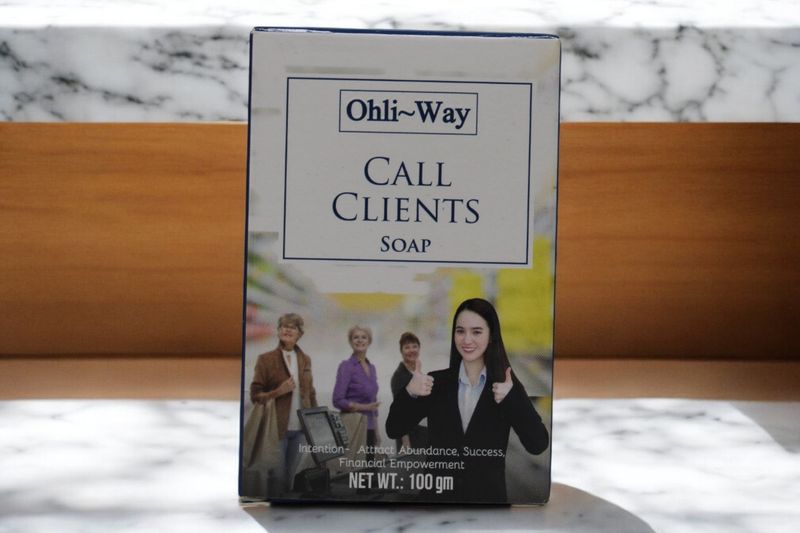 Ohli~Way
CALL
CLIENTS
SOAP
Intention- Attract Abundance, Success,
Financial Empowerment
NET WT.: 100 gm